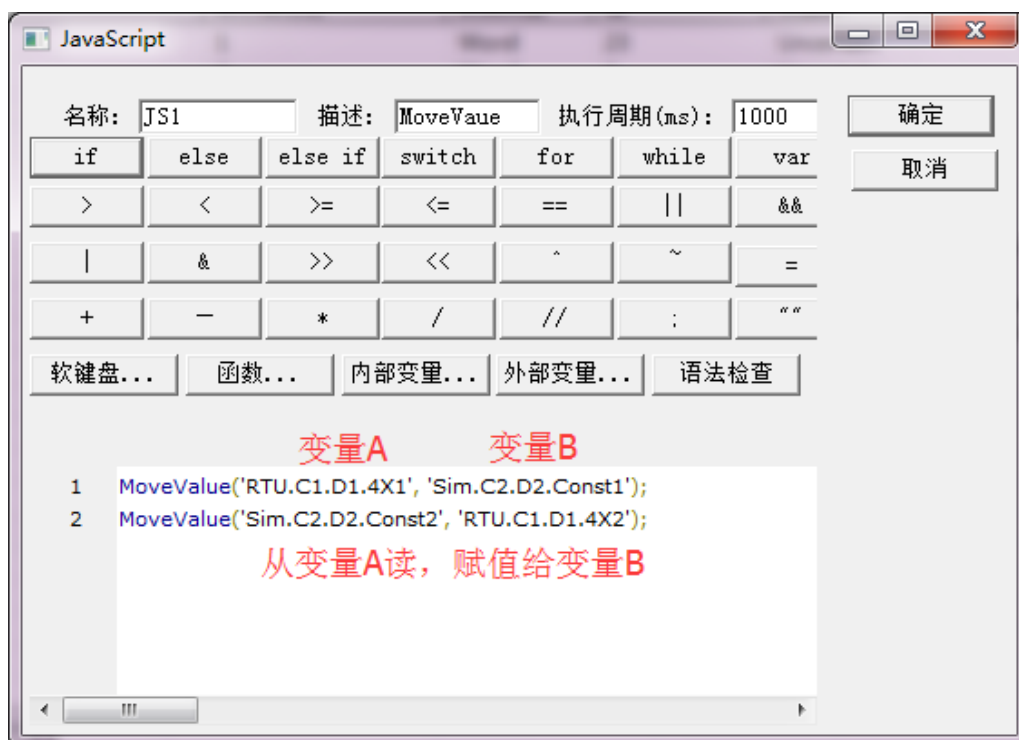 JavaScript
名称: JS1 描述: MoveVaue 执行周期(ms): 1000 确定
if else else if switch for while var 取消
> < >= <= == || &&
| & >> << ^ ~ =
+ — * / // ; ""
软键盘... 函数... 内部变量... 外部变量... 语法检查
变量A 变量B
1 MoveValue('RTU.C1.D1.4X1', 'Sim.C2.D2.Const1');
2 MoveValue('Sim.C2.D2.Const2', 'RTU.C1.D1.4X2');
从变量A读，赋值给变量B